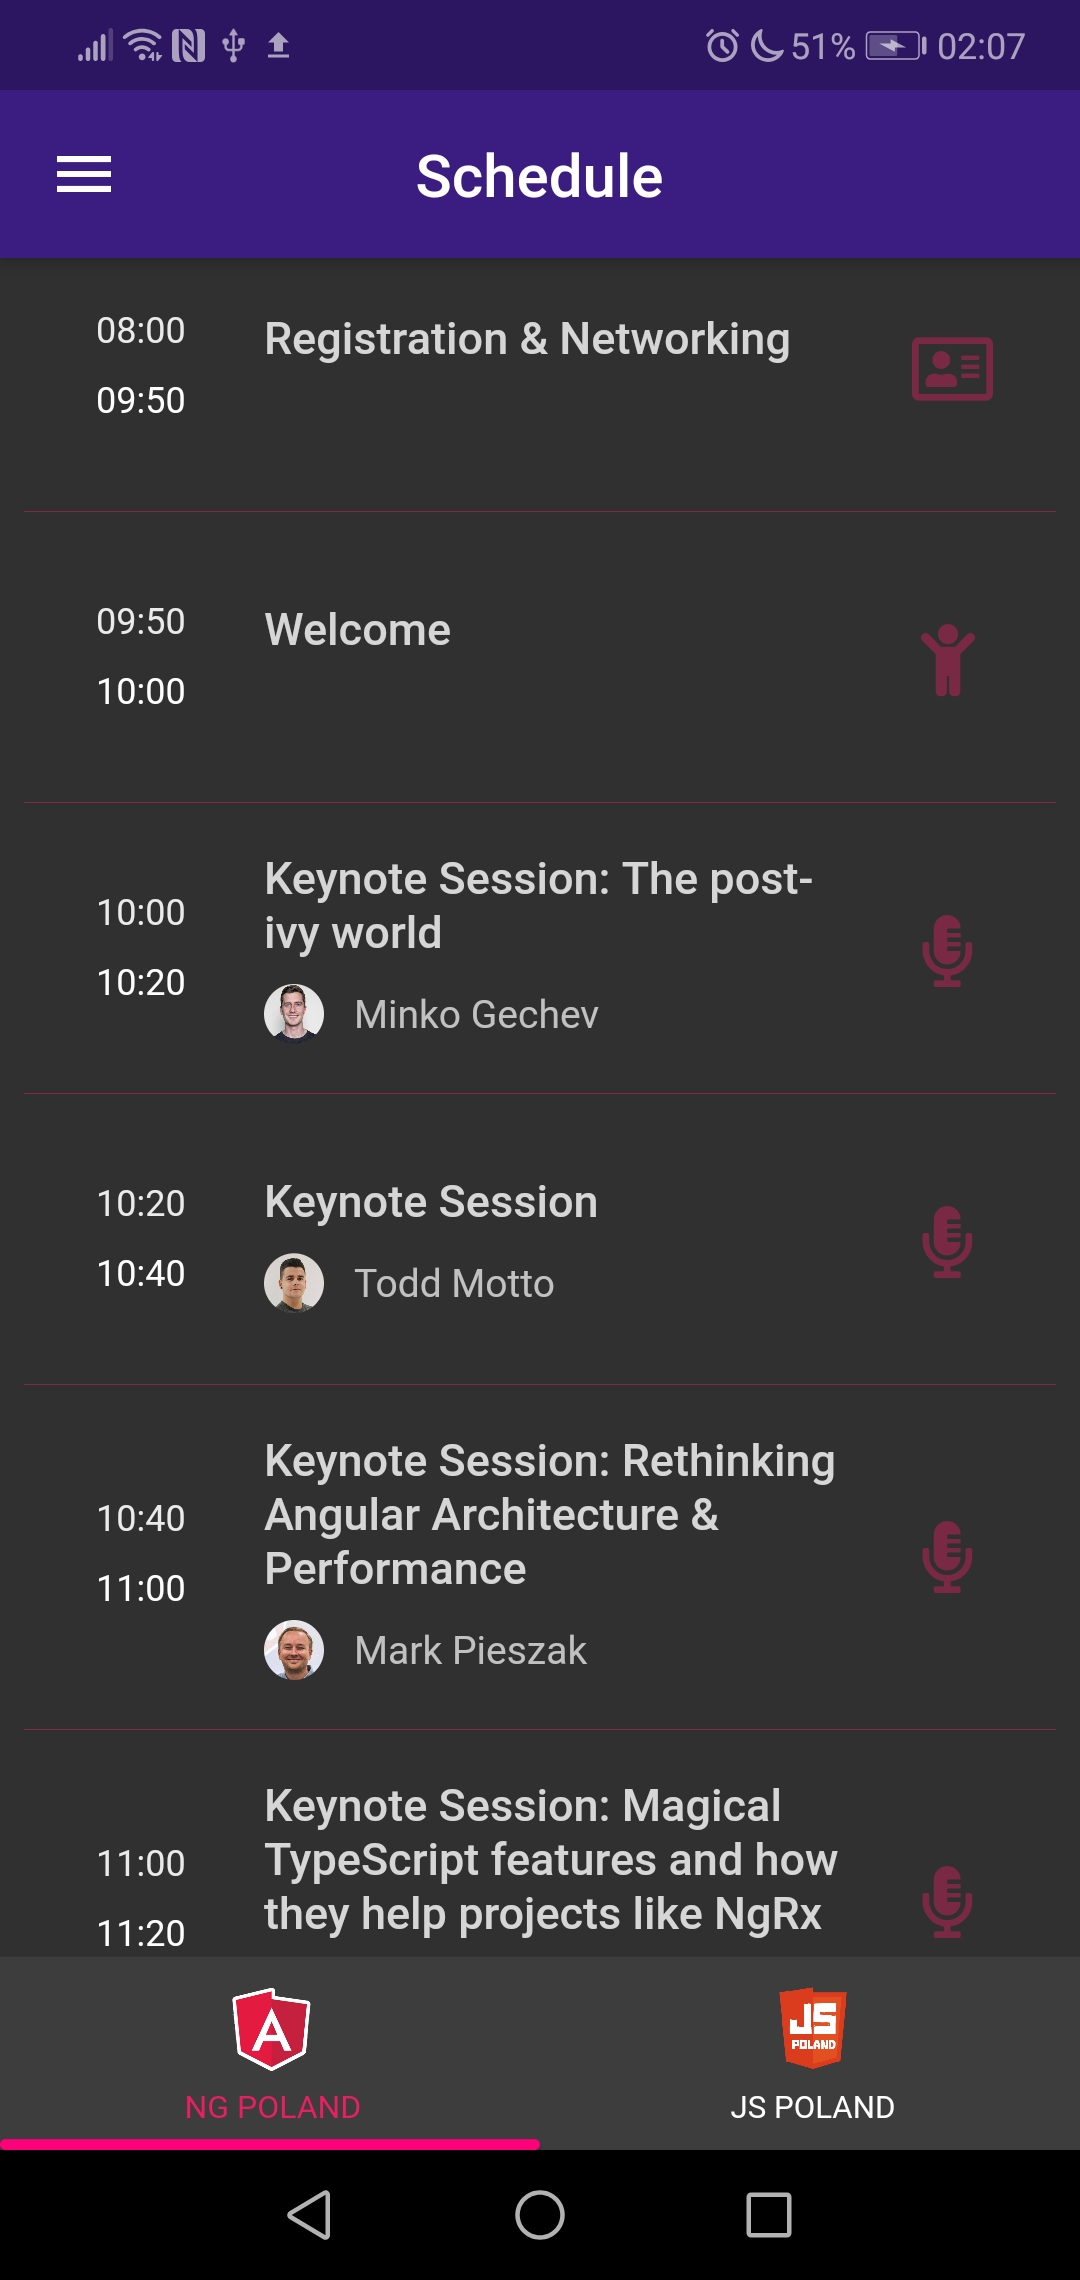 51% 02:07
Schedule
08:00
09:50
Registration & Networking
09:50
10:00
Welcome
10:00
10:20
Keynote Session: The post-
ivy world
Minko Gechev
10:20
10:40
Keynote Session
Todd Motto
10:40
11:00
Keynote Session: Rethinking
Angular Architecture &
Performance
Mark Pieszak
11:00
11:20
Keynote Session: Magical
TypeScript features and how
they help projects like NgRx
A
NG POLAND
JS
POLAND
JS POLAND